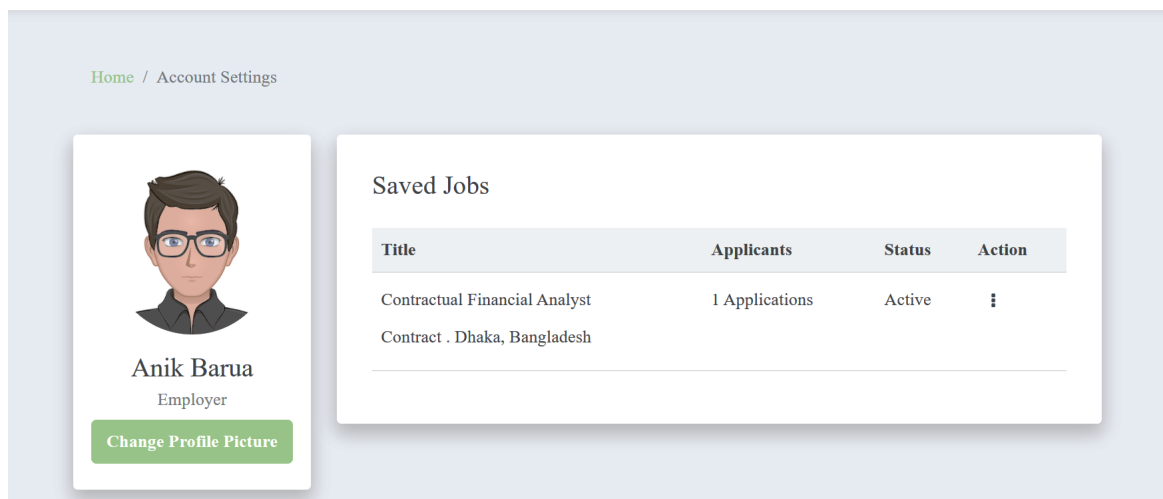 Home / Account Settings
Anik Barua
Employer
Change Profile Picture
Saved Jobs
Title Applicants Status Action
Contractual Financial Analyst 1 Applications Active
Contract . Dhaka, Bangladesh